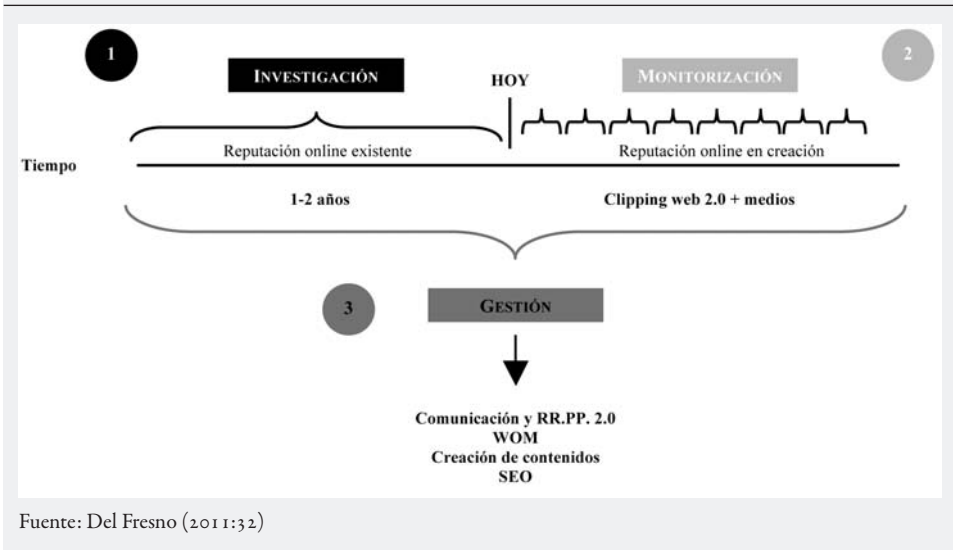 1
INVESTIGACIÓN
HOY
MONITORIZACIÓN
2
Reputación online existente
Reputación online en creación
Tiempo
1-2 años
Clipping web 2.0 + medios
3
GESTIÓN
Comunicación y RR.PP. 2.0
WOM
Creación de contenidos
SEO
Fuente: Del Fresno (2011:32)